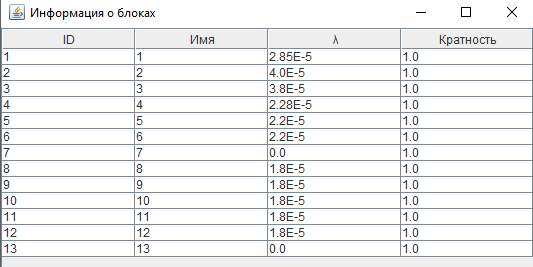 Информация о блоках
ID Имя λ Кратность
1 1 2.85E-5 1.0
2 2 4.0E-5 1.0
3 3 3.8E-5 1.0
4 4 2.28E-5 1.0
5 5 2.2E-5 1.0
6 6 2.2E-5 1.0
7 7 0.0 1.0
8 8 1.8E-5 1.0
9 9 1.8E-5 1.0
10 10 1.8E-5 1.0
11 11 1.8E-5 1.0
12 12 1.8E-5 1.0
13 13 0.0 1.0